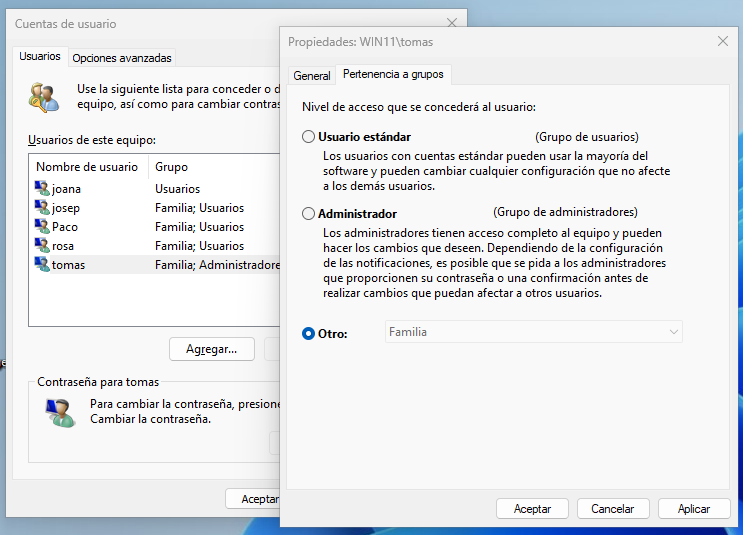 Cuentas de usuario
Usuarios
Opciones avanzadas
Use la siguiente lista para conceder o d
equipo, así como para cambiar contras
Usuarios de este equipo:
Nombre de usuario Grupo
joana Usuarios
josep Familia; Usuarios
Paco Familia; Usuarios
rosa Familia; Usuarios
tomas Familia; Administradore
Agregar...
Contraseña para tomas
Para cambiar la contraseña, presione
Cambiar la contraseña.
Aceptar
Propiedades: WIN11\tomas
General
Pertenencia a grupos
Nivel de acceso que se concederá al usuario:
Usuario estándar (Grupo de usuarios)
Los usuarios con cuentas estándar pueden usar la mayoría del
software y pueden cambiar cualquier configuración que no afecte
a los demás usuarios.
Administrador (Grupo de administradores)
Los administradores tienen acceso completo al equipo y pueden
hacer los cambios que deseen. Dependiendo de la configuración
de las notificaciones, es posible que se pida a los administradores
que proporcionen su contraseña o una confirmación antes de
realizar cambios que puedan afectar a otros usuarios.
Otro: Familia
Aceptar
Cancelar
Aplicar